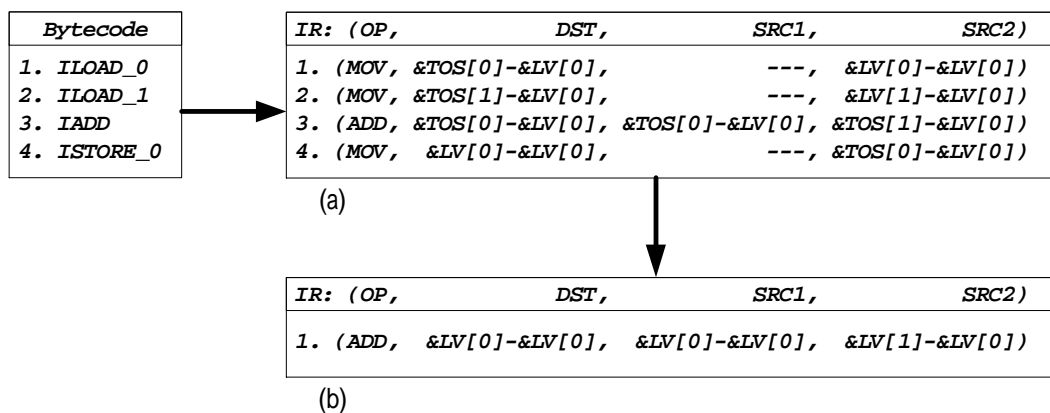 Bytecode
1. ILOAD_0
2. ILOAD_1
3. IADD
4. ISTORE_0
IR: (OP, DST, SRC1, SRC2)
1. (MOV, &TOS[0]-&LV[0], ---, &LV[0]-&LV[0])
2. (MOV, &TOS[1]-&LV[0], ---, &LV[1]-&LV[0])
3. (ADD, &TOS[0]-&LV[0], &TOS[0]-&LV[0], &TOS[1]-&LV[0])
4. (MOV, &LV[0]-&LV[0], ---, &TOS[0]-&LV[0])
(a)
IR: (OP, DST, SRC1, SRC2)
1. (ADD, &LV[0]-&LV[0], &LV[0]-&LV[0], &LV[1]-&LV[0])
(b)